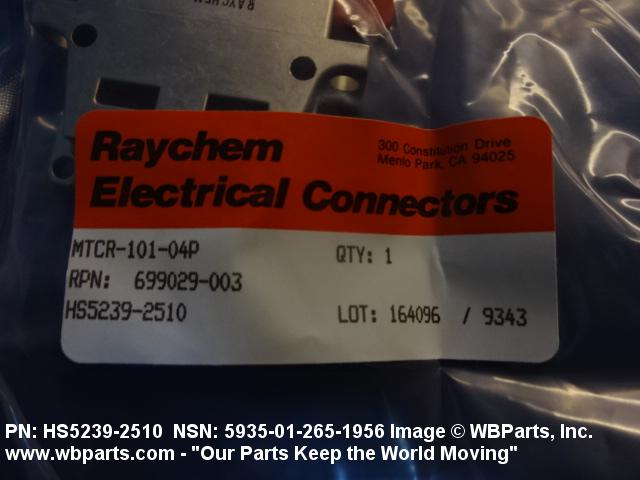 RAYCHEM
Raychem
300 Constitution Drive
Menlo Park, CA 94025
Electrical Connectors
MTCR-101-04P
QTY: 1
RPN: 699029-003
HS5239-2510
LOT: 164096 / 9343
PN: HS5239-2510 NSN: 5935-01-265-1956 Image © WBParts, Inc.
www.wbparts.com - "Our Parts Keep the World Moving"